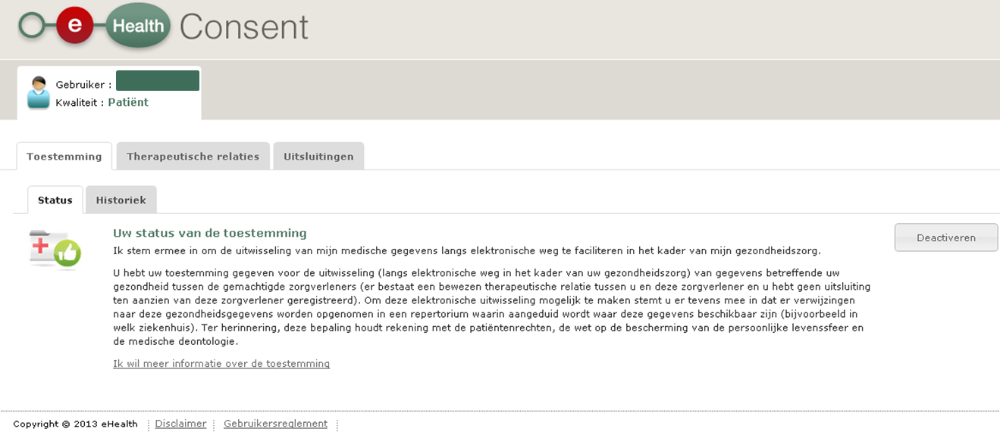 e Health Consent
Gebruiker :
Kwaliteit : Patiënt
Toestemming Therapeutische relaties Uitsluitingen
Status Historiek
Uw status van de toestemming
Ik stem ermee in om de uitwisseling van mijn medische gegevens langs elektronische weg te faciliteren in het kader van mijn gezondheidszorg.
Deactiveren
U hebt uw toestemming gegeven voor de uitwisseling (langs elektronische weg in het kader van uw gezondheidszorg) van gegevens betreffende uw
gezondheid tussen de gemachtigde zorgverleners (er bestaat een bewezen therapeutische relatie tussen u en deze zorgverlener en u hebt geen uitsluiting
ten aanzien van deze zorgverlener geregistreerd). Om deze elektronische uitwisseling mogelijk te maken stemt u er tevens mee in dat er verwijzingen
naar deze gezondheidsgegevens worden opgenomen in een repertorium waarin aangeduid wordt waar deze gegevens beschikbaar zijn (bijvoorbeeld in
welk ziekenhuis). Ter herinnering, deze bepaling houdt rekening met de patiëntenrechten, de wet op de bescherming van de persoonlijke levenssfeer en
de medische deontologie.
Ik wil meer informatie over de toestemming
Copyright © 2013 eHealth Disclaimer Gebruikersreglement